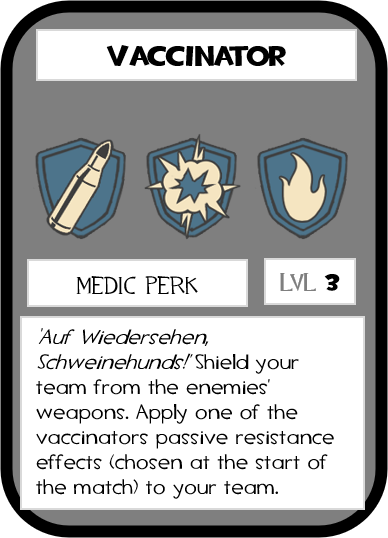 VACCINATOR
MEDIC PERK
LVL 3
'Auf Wiedersehen,
Schweinehunds!' Shield your
team from the enemies'
weapons. Apply one of the
vaccinators passive resistance
effects (chosen at the start of
the match) to your team.